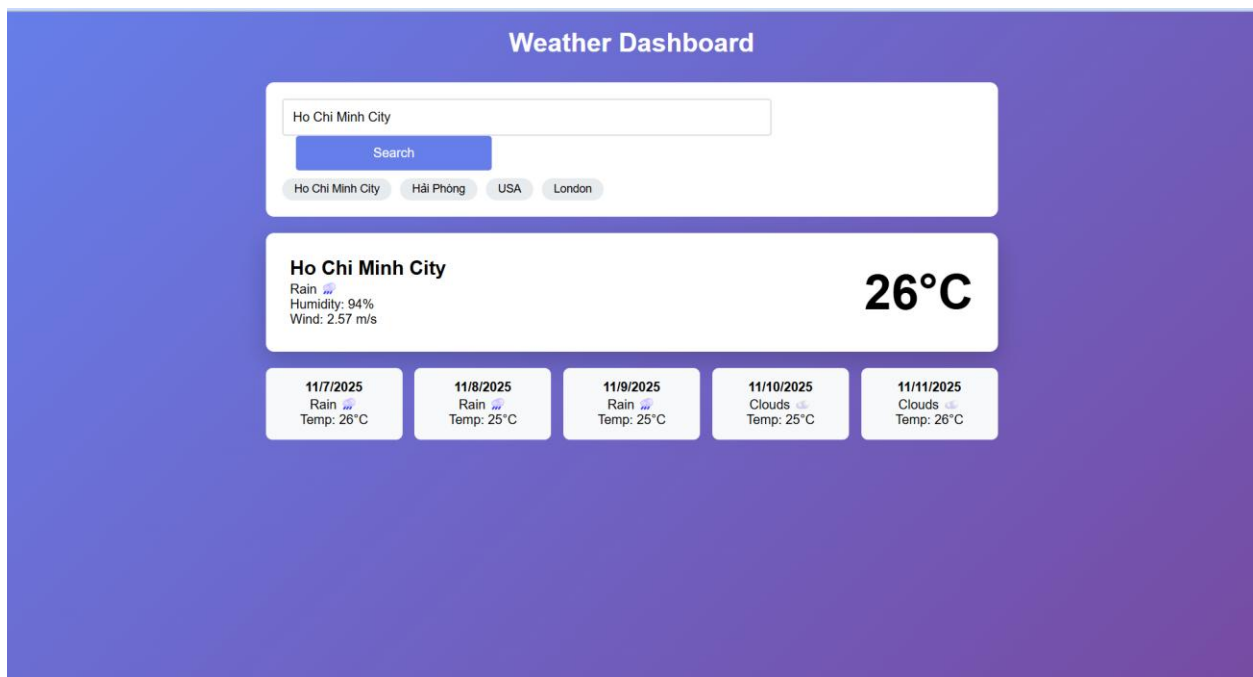 Weather Dashboard
Ho Chi Minh City
Search
Ho Chi Minh City Hải Phòng USA London
Ho Chi Minh City
Rain
Humidity: 94%
Wind: 2.57 m/s
26°C
11/7/2025
Rain
Temp: 26°C
11/8/2025
Rain
Temp: 25°C
11/9/2025
Rain
Temp: 25°C
11/10/2025
Clouds
Temp: 25°C
11/11/2025
Clouds
Temp: 26°C